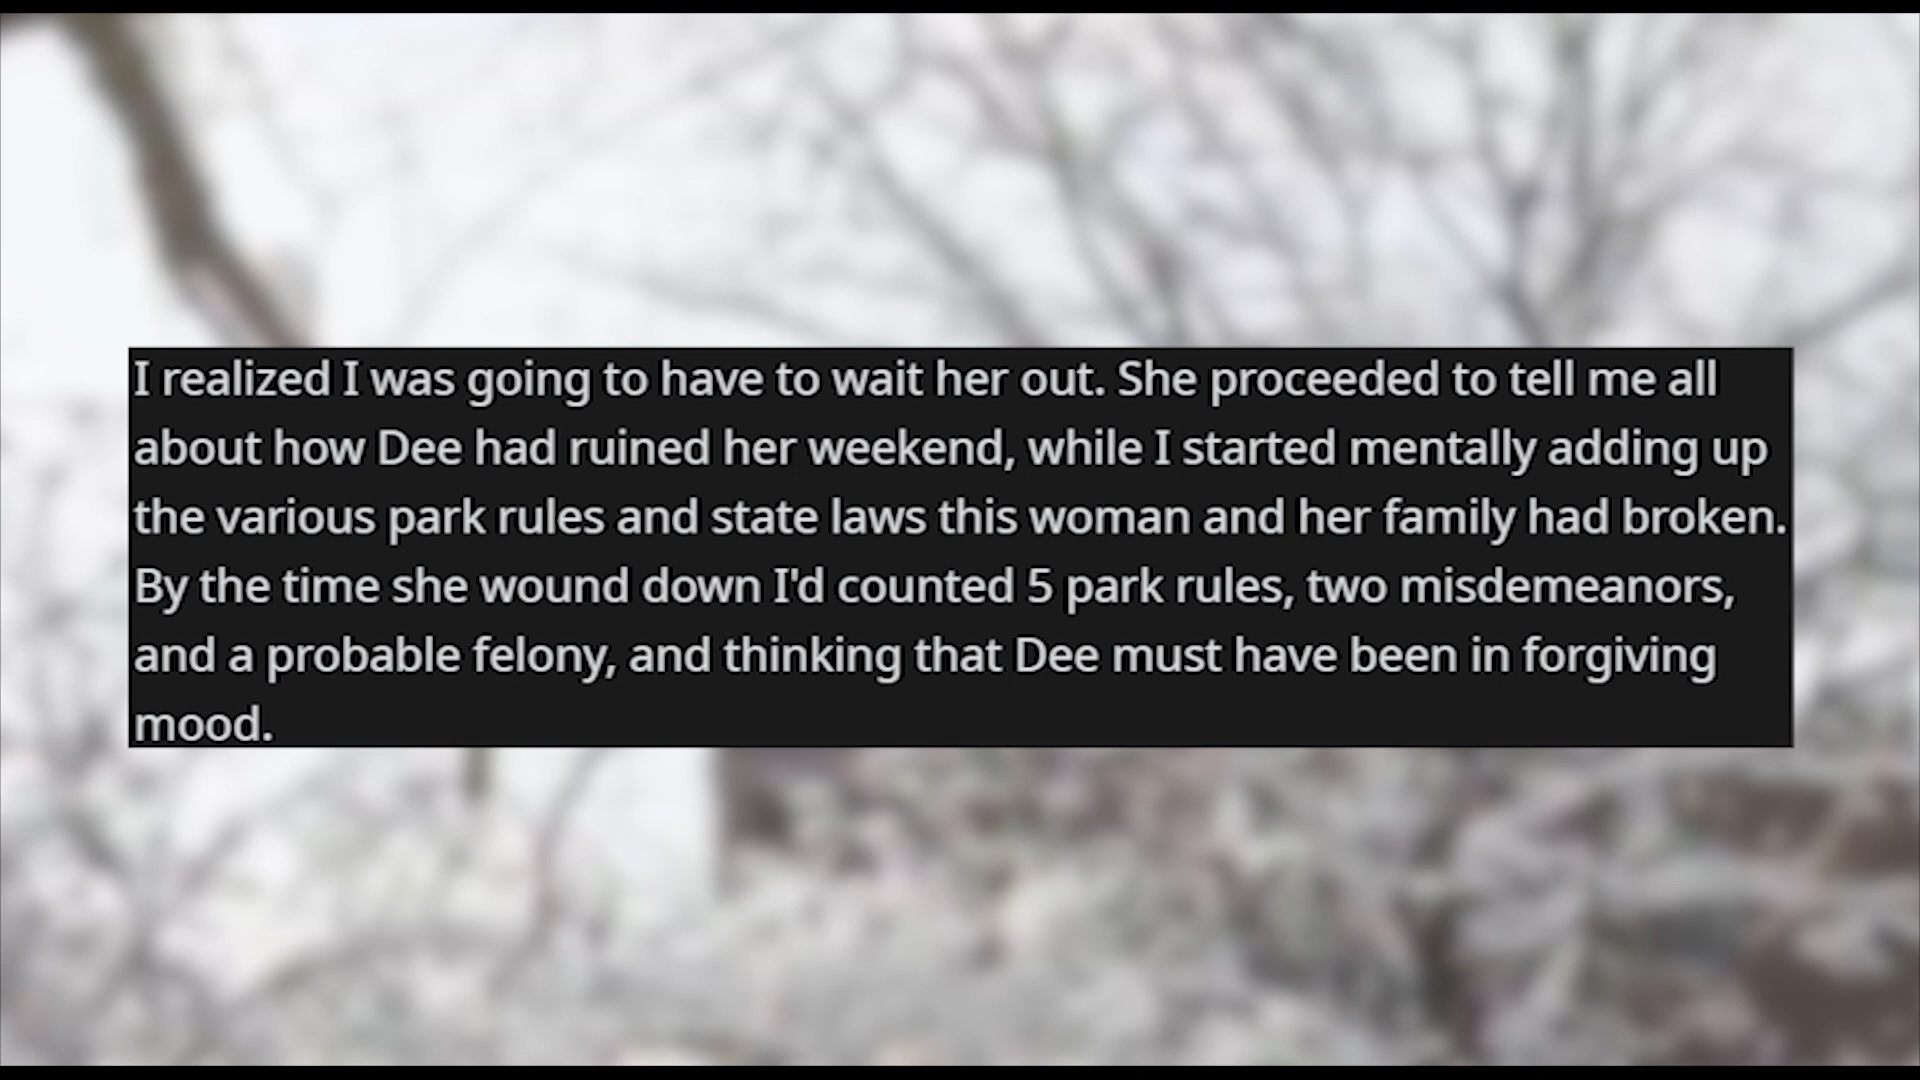 I realized I was going to have to wait her out. She proceeded to tell me all
about how Dee had ruined her weekend, while I started mentally adding up
the various park rules and state laws this woman and her family had broken.
By the time she wound down I'd counted 5 park rules, two misdemeanors,
and a probable felony, and thinking that Dee must have been in forgiving
mood.